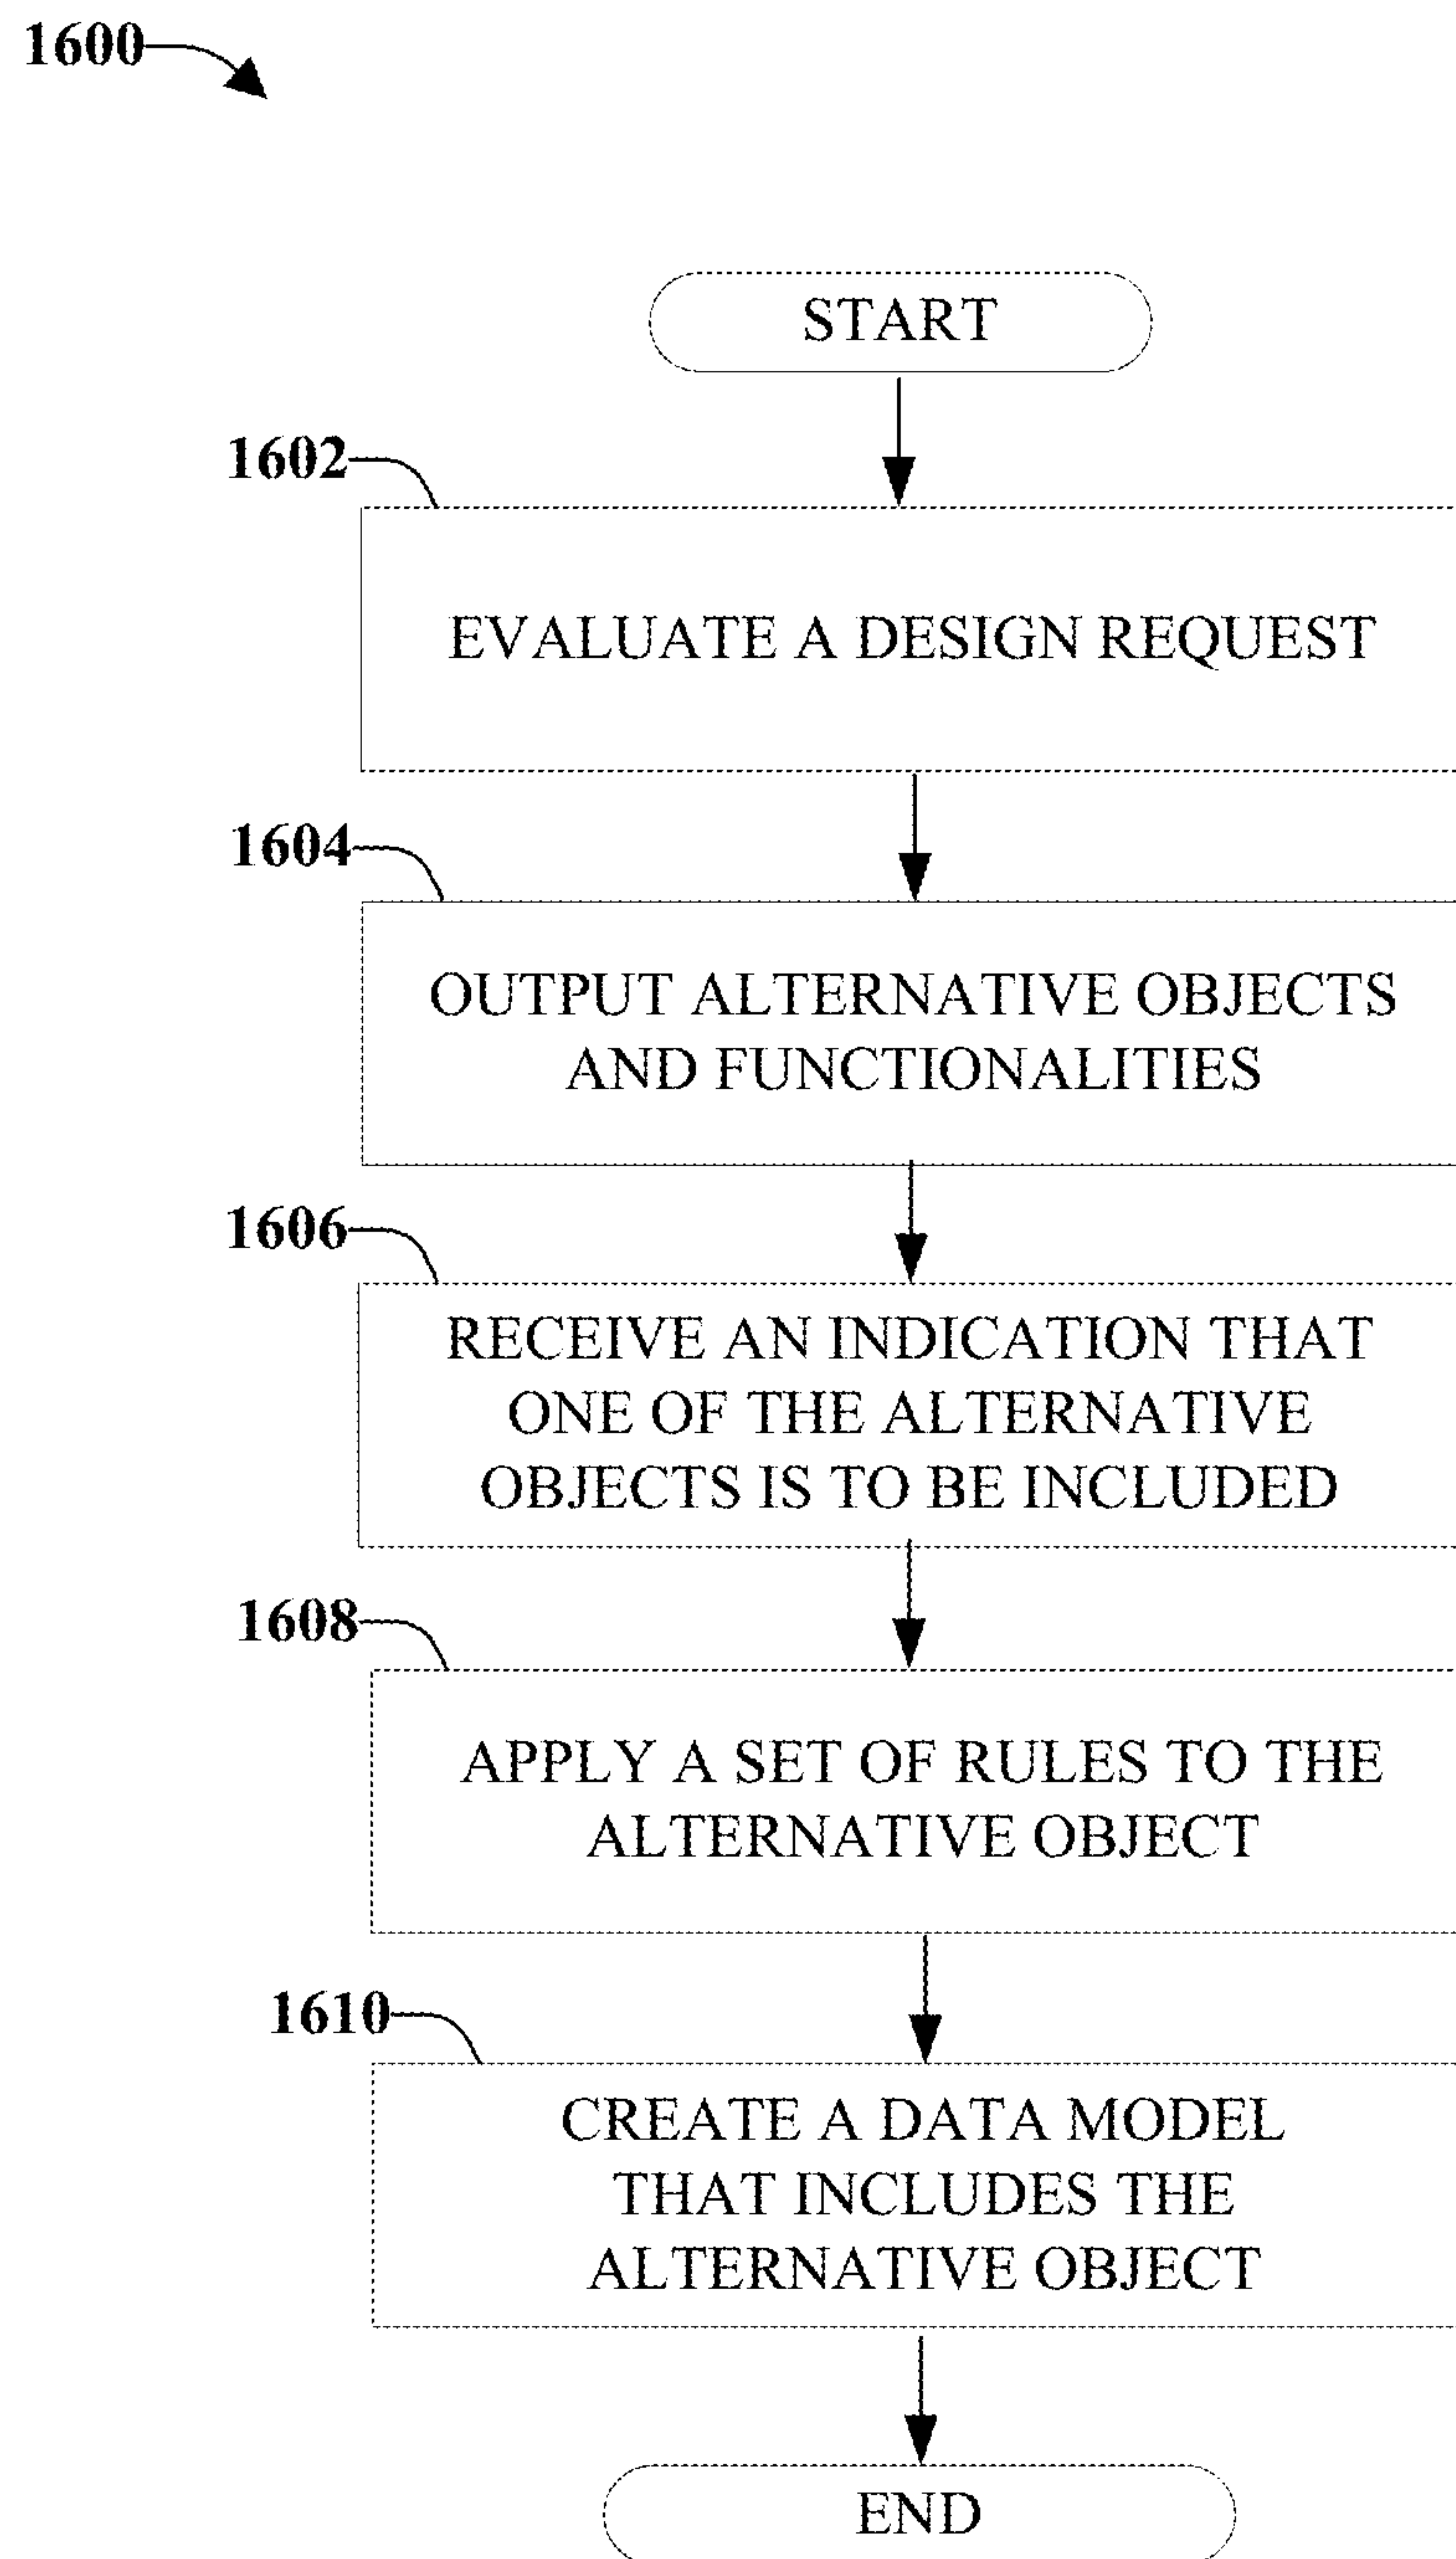 1600
START
1602
EVALUATE A DESIGN REQUEST
1604
OUTPUT ALTERNATIVE OBJECTS
AND FUNCTIONALITIES
1606
RECEIVE AN INDICATION THAT
ONE OF THE ALTERNATIVE
OBJECTS IS TO BE INCLUDED
1608
APPLY A SET OF RULES TO THE
ALTERNATIVE OBJECT
1610
CREATE A DATA MODEL
THAT INCLUDES THE
ALTERNATIVE OBJECT
END